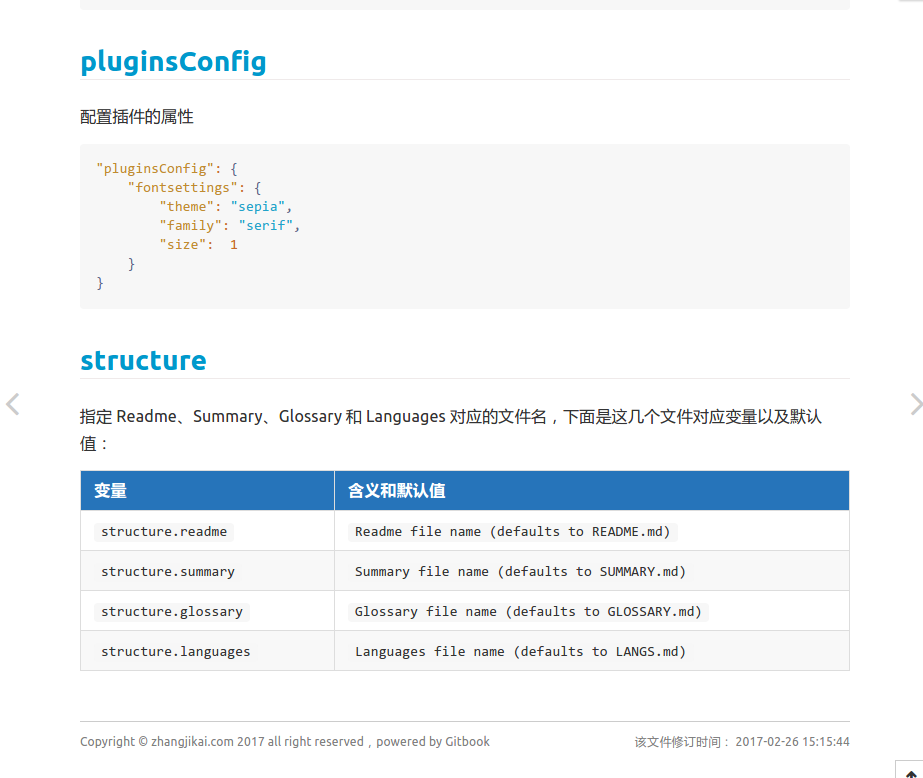 pluginsConfig
配置插件的属性
"pluginsConfig": {
    "fontsettings": {
        "theme": "sepia",
        "family": "serif",
        "size":  1
    }
}
structure
指定 Readme、Summary、Glossary 和 Languages 对应的文件名，下面是这几个文件对应变量以及默认
值：
变量 含义和默认值
structure.readme Readme file name (defaults to README.md)
structure.summary Summary file name (defaults to SUMMARY.md)
structure.glossary Glossary file name (defaults to GLOSSARY.md)
structure.languages Languages file name (defaults to LANGS.md)
Copyright © zhangjikai.com 2017 all right reserved，powered by Gitbook 该文件修订时间： 2017-02-26 15:15:44